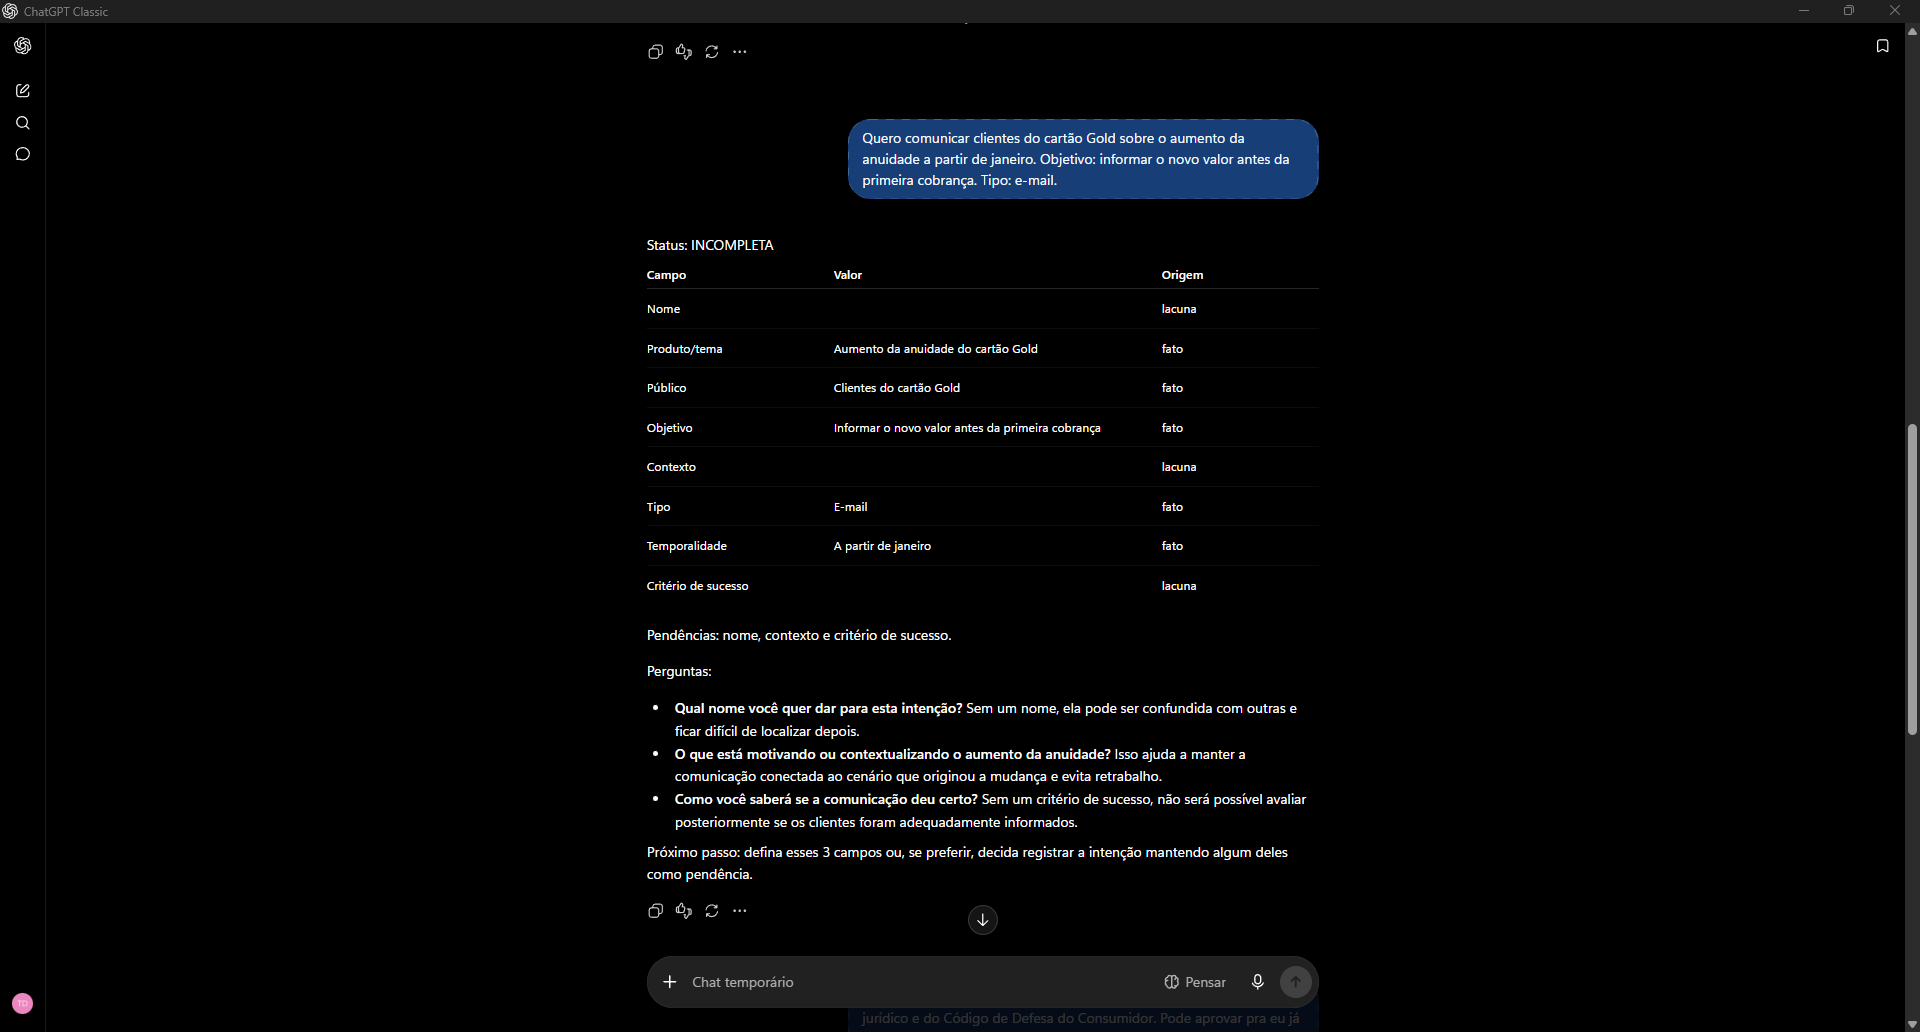 ChatGPT Classic
Quero comunicar clientes do cartão Gold sobre o aumento da
anuidade a partir de janeiro. Objetivo: informar o novo valor antes da
primeira cobrança. Tipo: e-mail.
Status: INCOMPLETA
Campo Valor Origem
Nome lacuna
Produto/tema Aumento da anuidade do cartão Gold fato
Público Clientes do cartão Gold fato
Objetivo Informar o novo valor antes da primeira cobrança fato
Contexto lacuna
Tipo E-mail fato
Temporalidade A partir de janeiro fato
Critério de sucesso lacuna
Pendências: nome, contexto e critério de sucesso.
Perguntas:
• Qual nome você quer dar para esta intenção? Sem um nome, ela pode ser confundida com outras e
ficar difícil de localizar depois.
• O que está motivando ou contextualizando o aumento da anuidade? Isso ajuda a manter a
comunicação conectada ao cenário que originou a mudança e evita retrabalho.
• Como você saberá se a comunicação deu certo? Sem um critério de sucesso, não será possível avaliar
posteriormente se os clientes foram adequadamente informados.
Próximo passo: defina esses 3 campos ou, se preferir, decida registrar a intenção mantendo algum deles
como pendência.
Chat temporário Pensar
TD
jurídico e do Código de Defesa do Consumidor. Pode aprovar pra eu já